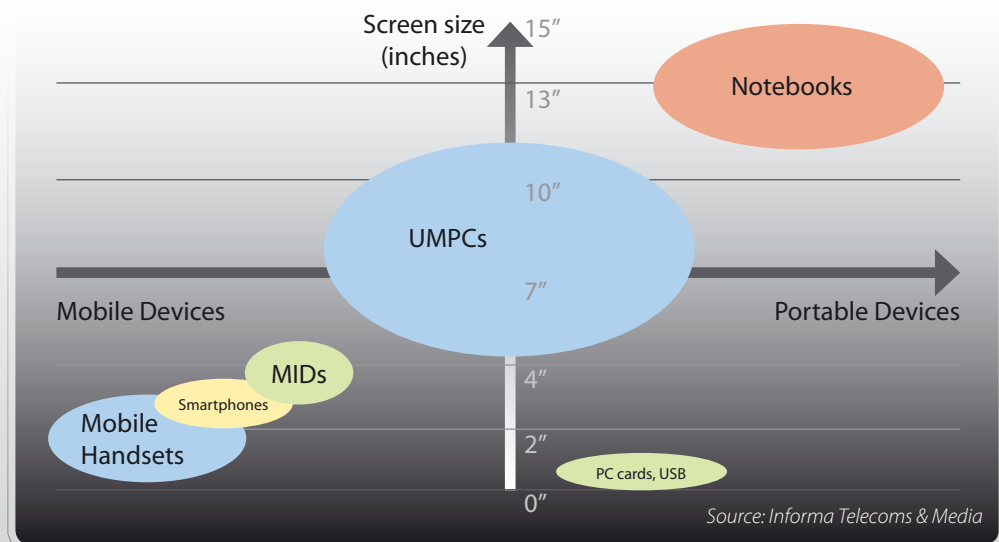 Screen size
(inches)
15”
Notebooks
13”
10”
UMPCs
7”
Mobile Devices
Portable Devices
MIDs
4”
Smartphones
Mobile
Handsets
2”
PC cards, USB
0”
Source: Informa Telecoms & Media